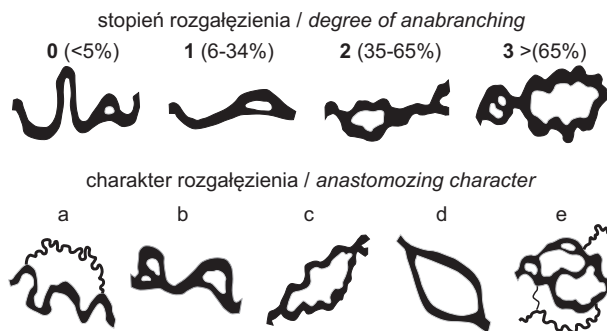 stopień rozgałęzienia / degree of anabranching
0 (<5%) 1 (6-34%) 2 (35-65%) 3 >(65%)
charakter rozgałęzienia / anastomozing character
a b c d e